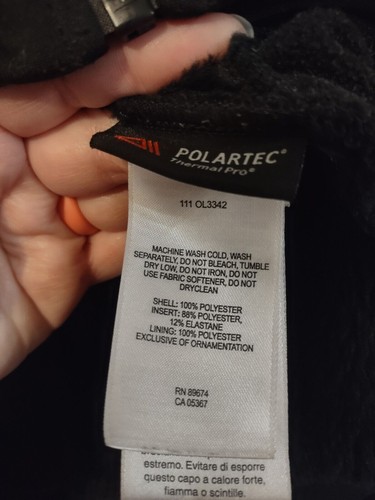 POLARTEC®
Thermal Pro®
111 OL3342
MACHINE WASH COLD, WASH
SEPARATELY, DO NOT BLEACH, TUMBLE
DRY LOW, DO NOT IRON, DO NOT
USE FABRIC SOFTENER, DO NOT
DRYCLEAN
SHELL: 100% POLYESTER
INSERT: 88% POLYESTER,
12% ELASTANE
LINING: 100% POLYESTER
EXCLUSIVE OF ORNAMENTATION
RN 89674
CA 05367
estremo. Evitare di esporre
questo capo a calore forte,
fiamma o scintille.